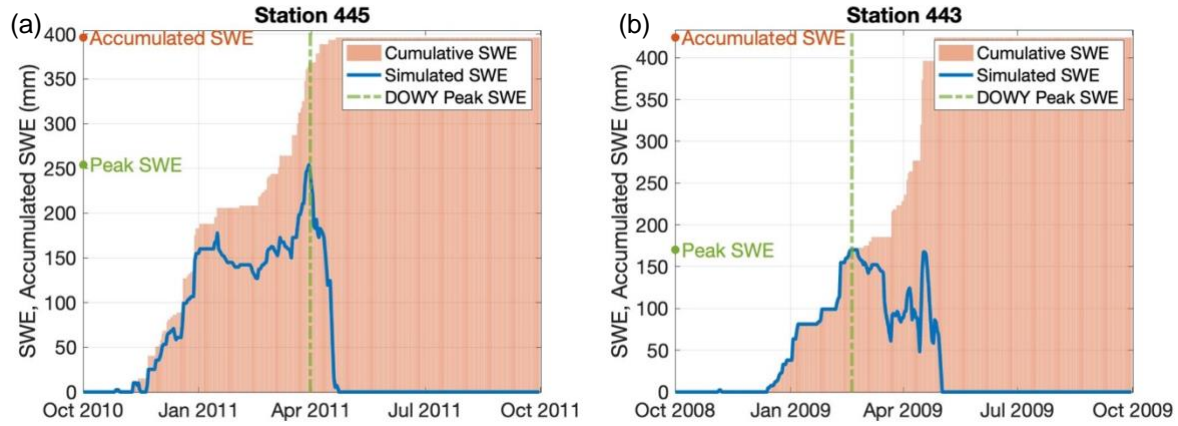 (a)
Station 445
SWE, Accumulated SWE (mm)
400
350
300
250
200
150
100
50
0
Accumulated SWE
Peak SWE
Cumulative SWE
Simulated SWE
DOWY Peak SWE
Oct 2010
Jan 2011
Apr 2011
Jul 2011
Oct 2011
(b)
Station 443
SWE, Accumulated SWE (mm)
400
350
300
250
200
150
100
50
0
Accumulated SWE
Peak SWE
Cumulative SWE
Simulated SWE
DOWY Peak SWE
Oct 2008
Jan 2009
Apr 2009
Jul 2009
Oct 2009